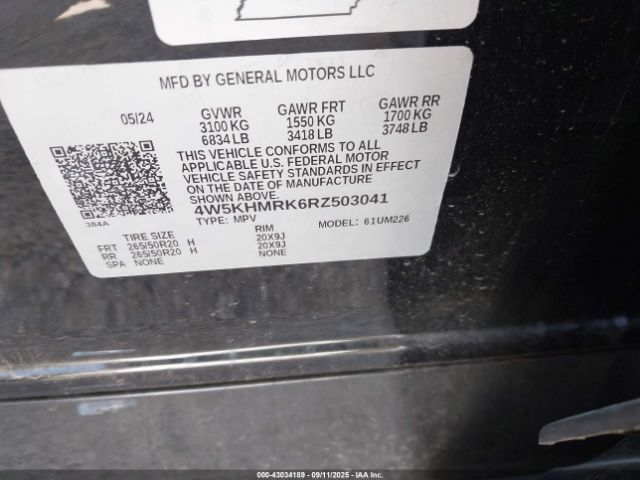 MFD BY GENERAL MOTORS LLC
05/24 GVWR GAWR FRT GAWR RR
3100 KG 1550 KG 1700 KG
6834 LB 3418 LB 3748 LB
THIS VEHICLE CONFORMS TO ALL
APPLICABLE U.S. FEDERAL MOTOR
VEHICLE SAFETY STANDARDS IN EFFECT
ON THE DATE OF MANUFACTURE
4W5KHMRK6RZ503041
384A TYPE: MPV MODEL: 61UM226
TIRE SIZE RIM
FRT 265/50R20 H 20X9J
RR 265/50R20 H 20X9J
SPA NONE NONE
000-43034189 - 09/11/2025 - IAA Inc.